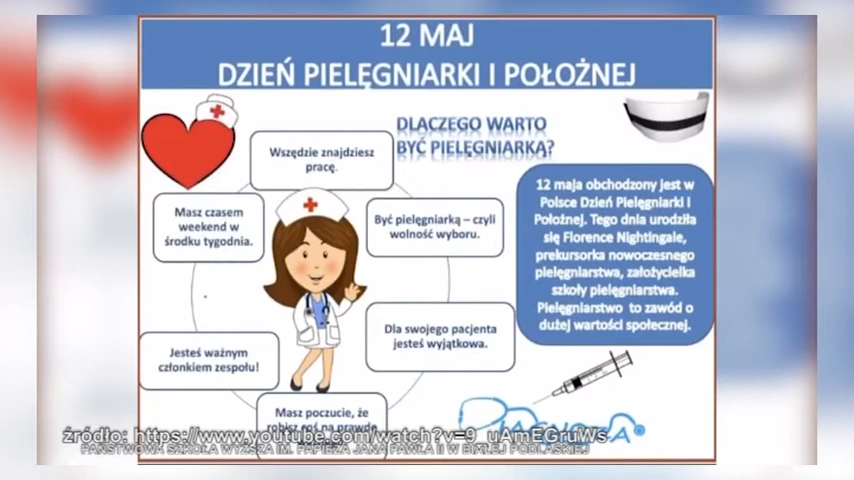 12 MAJ
DZIEŃ PIELĘGNIARKI I POŁOŻNEJ
DLACZEGO WARTO
BYĆ PIELĘGNIARKĄ?
Wszędzie znajdziesz
pracę.
Masz czasem
weekend w
środku tygodnia.
Być pielęgniarką – czyli
wolność wyboru.
Dla swojego pacjenta
jesteś wyjątkowa.
Jesteś ważnym
członkiem zespołu!
Masz poczucie, że
robisz coś na prawdę
12 maja obchodzony jest w
Polsce Dzień Pielęgniarki i
Położnej. Tego dnia urodziła
się Florence Nightingale,
prekursorka nowoczesnego
pielęgniarstwa, założycielka
szkoły pielęgniarstwa.
Pielęgniarstwo to zawód o
dużej wartości społecznej.
źródło: https://www.youtube.com/watch?v=9_uAmEGruWs
PAŃSTWOWA SZKOŁA WYŻSZA IM. PAPIEŻA JANA PAWŁA II W BIAŁEJ PODLASKIEJ